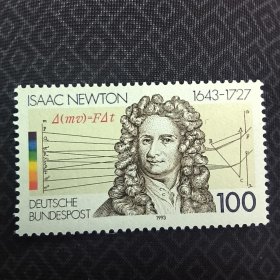 ISAAC NEWTON 1643-1727
Δ(mv)=FΔt
DEUTSCHE
BUNDESPOST 100
1993